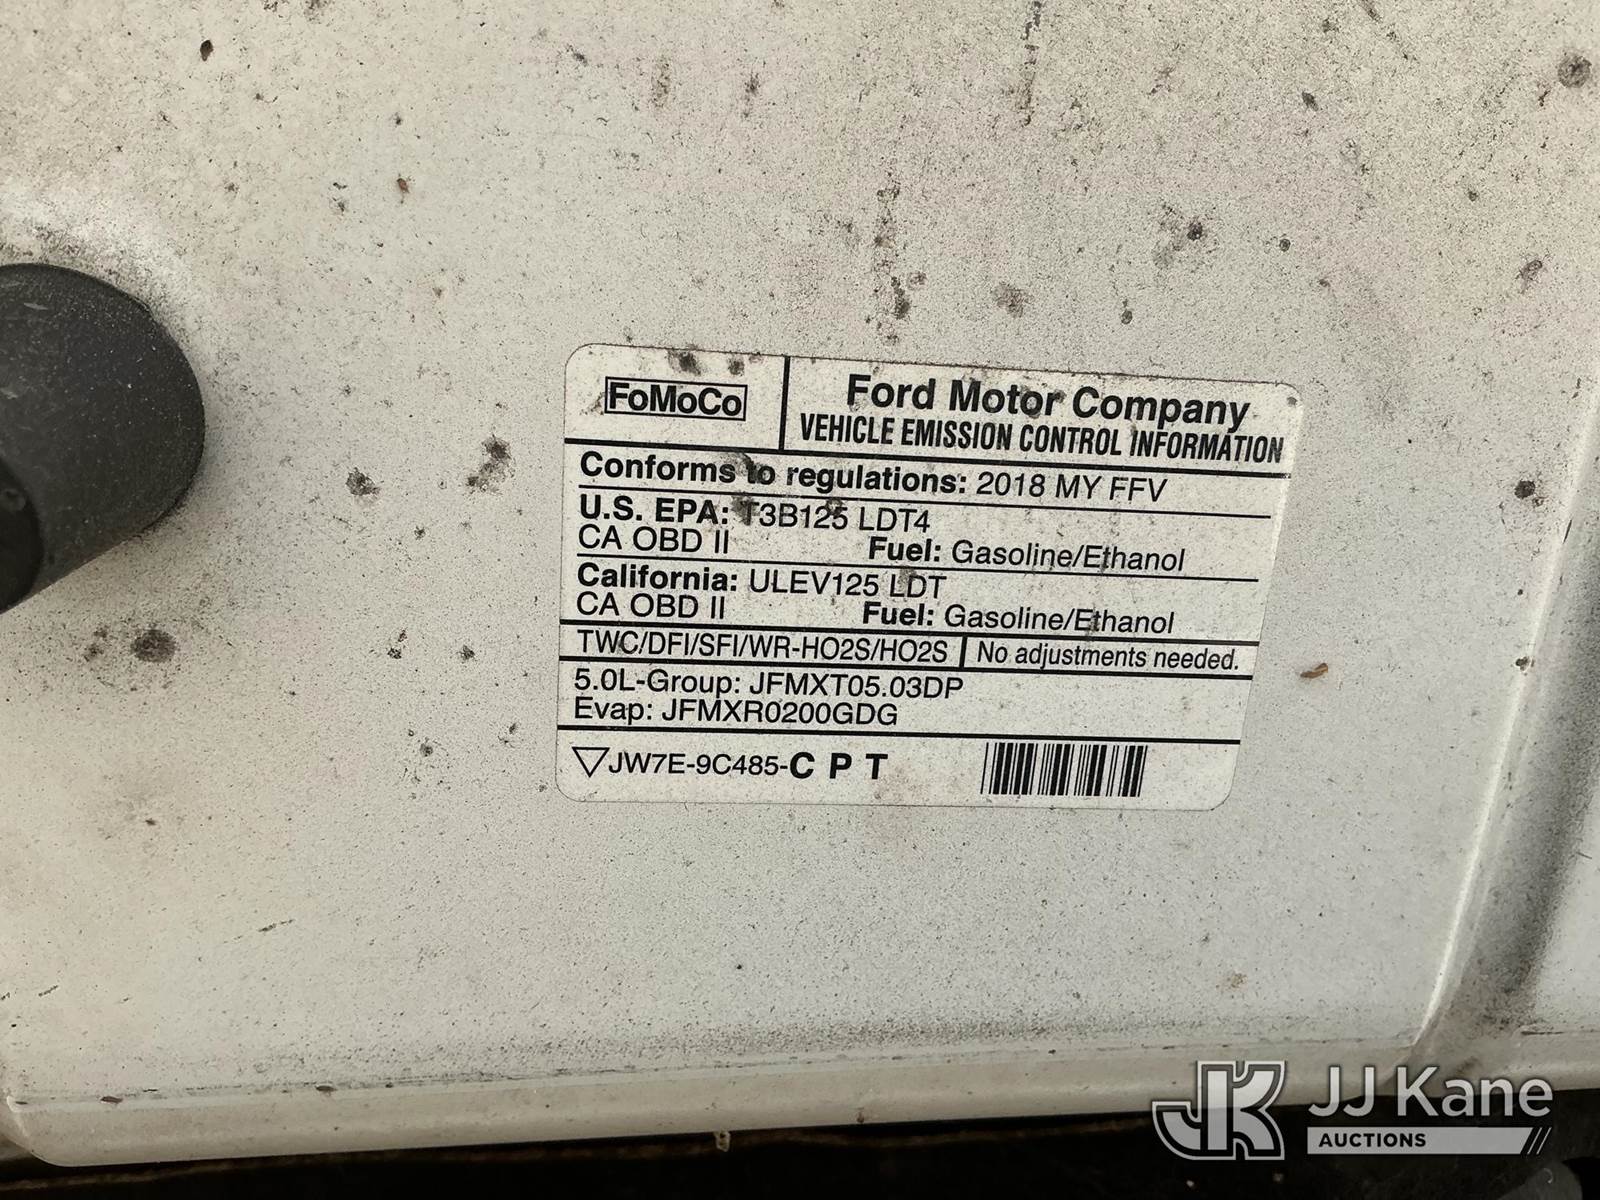 FoMoCo
Ford Motor Company
VEHICLE EMISSION CONTROL INFORMATION
Conforms to regulations: 2018 MY FFV
U.S. EPA: T3B125 LDT4
CA OBD II Fuel: Gasoline/Ethanol
California: ULEV125 LDT
CA OBD II Fuel: Gasoline/Ethanol
TWC/DFI/SFI/WR-HO2S/HO2S No adjustments needed.
5.0L-Group: JFMXT05.03DP
Evap: JFMXR0200GDG
JW7E-9C485-C P T
JK JJ Kane
AUCTIONS